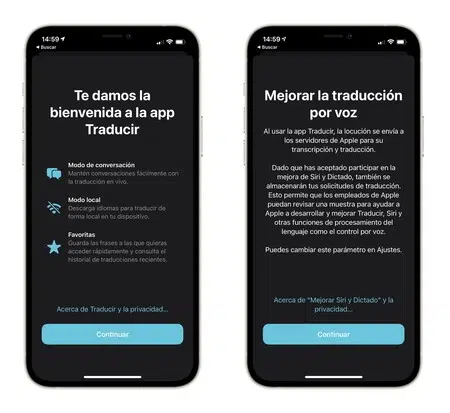 14:59
Buscar
Te damos la
bienvenida a la app
Traducir
Modo de conversación
Mantén conversaciones fácilmente con
la traducción en vivo.
Modo local
Descarga idiomas para traducir de
forma local en tu dispositivo.
Favoritas
Guarda las frases a las que quieras
acceder rápidamente y consulta el
historial de traducciones recientes.
Acerca de Traducir y la privacidad...
Continuar
14:59
Buscar
Mejorar la traducción
por voz
Al usar la app Traducir, la locución se envía a
los servidores de Apple para su
transcripción y traducción.
Dado que has aceptado participar en la
mejora de Siri y Dictado, también se
almacenarán tus solicitudes de traducción.
Esto permite que los empleados de Apple
puedan revisar una muestra para ayudar a
Apple a desarrollar y mejorar Traducir, Siri y
otras funciones de procesamiento del
lenguaje como el control por voz.
Puedes cambiar este parámetro en Ajustes.
Acerca de "Mejorar Siri y Dictado" y la
privacidad...
Continuar